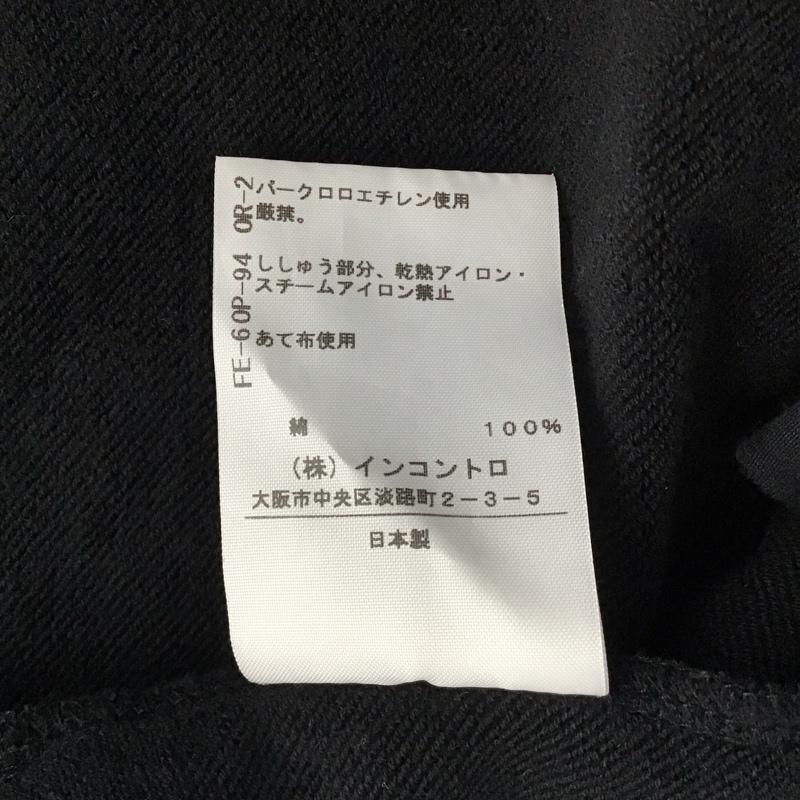 パークロロエチレン使用
厳禁。
ししゅう部分、乾熱アイロン・
スチームアイロン禁止
あて布使用
綿 100%
(株)インコントロ
大阪市中央区淡路町2-3-5
日本製
FE-60P-94 0R-2